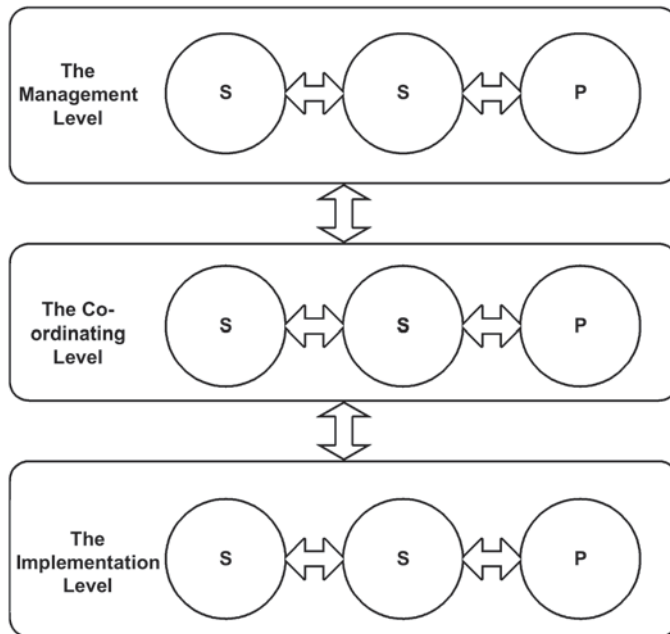 The
Management
Level
S
S
P
The Co-
ordinating
Level
S
S
P
The
Implementation
Level
S
S
P